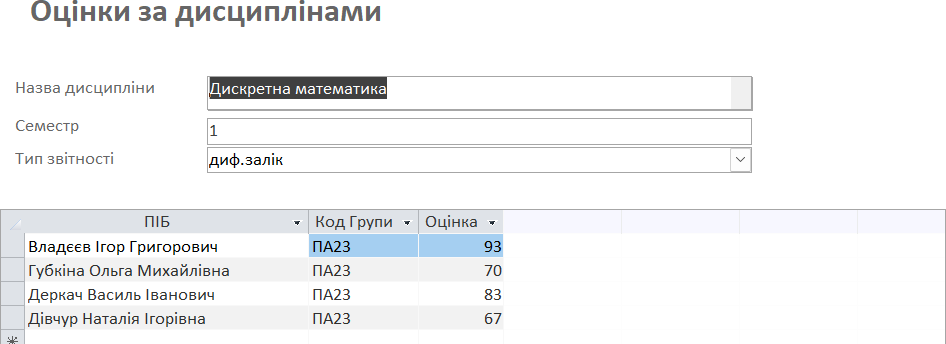 Оцінки за дисциплінами
Назва дисципліни Дискретна математика
Семестр 1
Тип звітності диф.залік
ПІБ Код Групи Оцінка
Владєєв Ігор Григорович ПА23 93
Губкіна Ольга Михайлівна ПА23 70
Деркач Василь Іванович ПА23 83
Дівчур Наталія Ігорівна ПА23 67